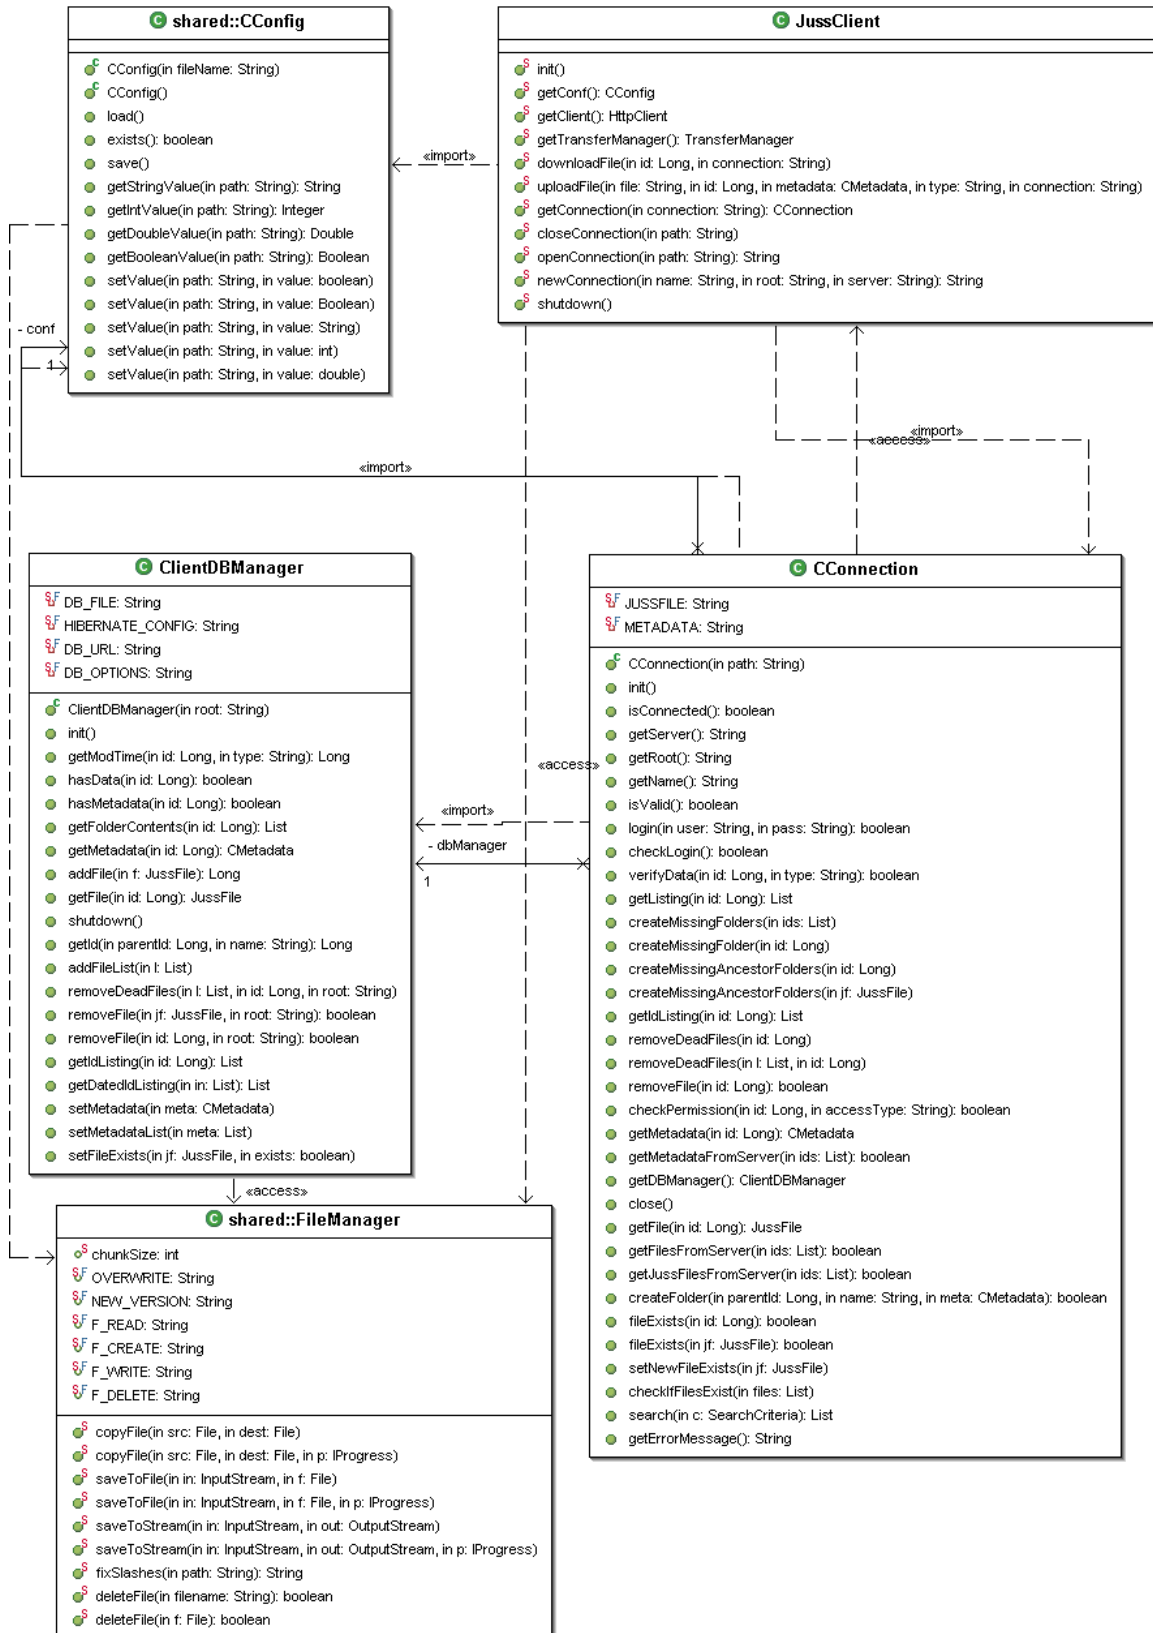 shared::CConfig
CConfig(in fileName: String)
CConfig()
load()
exists(): boolean
save()
getStringValue(in path: String): String
getIntValue(in path: String): Integer
getDoubleValue(in path: String): Double
getBooleanValue(in path: String): Boolean
setValue(in path: String, in value: boolean)
setValue(in path: String, in value: Boolean)
setValue(in path: String, in value: String)
setValue(in path: String, in value: int)
setValue(in path: String, in value: double)
JussClient
init()
getConf(): CConfig
getClient(): HttpClient
getTransferManager(): TransferManager
downloadFile(in id: Long, in connection: String)
uploadFile(in file: String, in id: Long, in metadata: CMetadata, in type: String, in connection: String)
getConnection(in connection: String): CConnection
closeConnection(in path: String)
openConnection(in path: String): String
newConnection(in name: String, in root: String, in server: String): String
shutdown()
«import»
- conf
1
«import»
«access»
«import»
ClientDBManager
DB_FILE: String
HIBERNATE_CONFIG: String
DB_URL: String
DB_OPTIONS: String
ClientDBManager(in root: String)
init()
getModTime(in id: Long, in type: String): Long
hasData(in id: Long): boolean
hasMetadata(in id: Long): boolean
getFolderContents(in id: Long): List
getMetadata(in id: Long): CMetadata
addFile(in f: JussFile): Long
getFile(in id: Long): JussFile
shutdown()
getId(in parentId: Long, in name: String): Long
addFileList(in l: List)
removeDeadFiles(in l: List, in id: Long, in root: String)
removeFile(in jf: JussFile, in root: String): boolean
removeFile(in id: Long, in root: String): boolean
getIdListing(in id: Long): List
getDatedIdListing(in in: List): List
setMetadata(in meta: CMetadata)
setMetadataList(in meta: List)
setFileExists(in jf: JussFile, in exists: boolean)
«access»
«import»
- dbManager
1
«access»
CConnection
JUSSFILE: String
METADATA: String
CConnection(in path: String)
init()
isConnected(): boolean
getServer(): String
getRoot(): String
getName(): String
isValid(): boolean
login(in user: String, in pass: String): boolean
checkLogin(): boolean
verifyData(in id: Long, in type: String): boolean
getListing(in id: Long): List
createMissingFolders(in ids: List)
createMissingFolder(in id: Long)
createMissingAncestorFolders(in id: Long)
createMissingAncestorFolders(in jf: JussFile)
getIdListing(in id: Long): List
removeDeadFiles(in id: Long)
removeDeadFiles(in l: List, in id: Long)
removeFile(in id: Long): boolean
checkPermission(in id: Long, in accessType: String): boolean
getMetadata(in id: Long): CMetadata
getMetadataFromServer(in ids: List): boolean
getDBManager(): ClientDBManager
close()
getFile(in id: Long): JussFile
getFilesFromServer(in ids: List): boolean
getJussFilesFromServer(in ids: List): boolean
createFolder(in parentId: Long, in name: String, in meta: CMetadata): boolean
fileExists(in id: Long): boolean
fileExists(in jf: JussFile): boolean
setNewFileExists(in jf: JussFile)
checkIfFilesExist(in files: List)
search(in c: SearchCriteria): List
getErrorMessage(): String
shared::FileManager
chunkSize: int
OVERWRITE: String
NEW_VERSION: String
F_READ: String
F_CREATE: String
F_WRITE: String
F_DELETE: String
copyFile(in src: File, in dest: File)
copyFile(in src: File, in dest: File, in p: IProgress)
saveToFile(in in: InputStream, in f: File)
saveToFile(in in: InputStream, in f: File, in p: IProgress)
saveToStream(in in: InputStream, in out: OutputStream)
saveToStream(in in: InputStream, in out: OutputStream, in p: IProgress)
fixSlashes(in path: String): String
deleteFile(in filename: String): boolean
deleteFile(in f: File): boolean